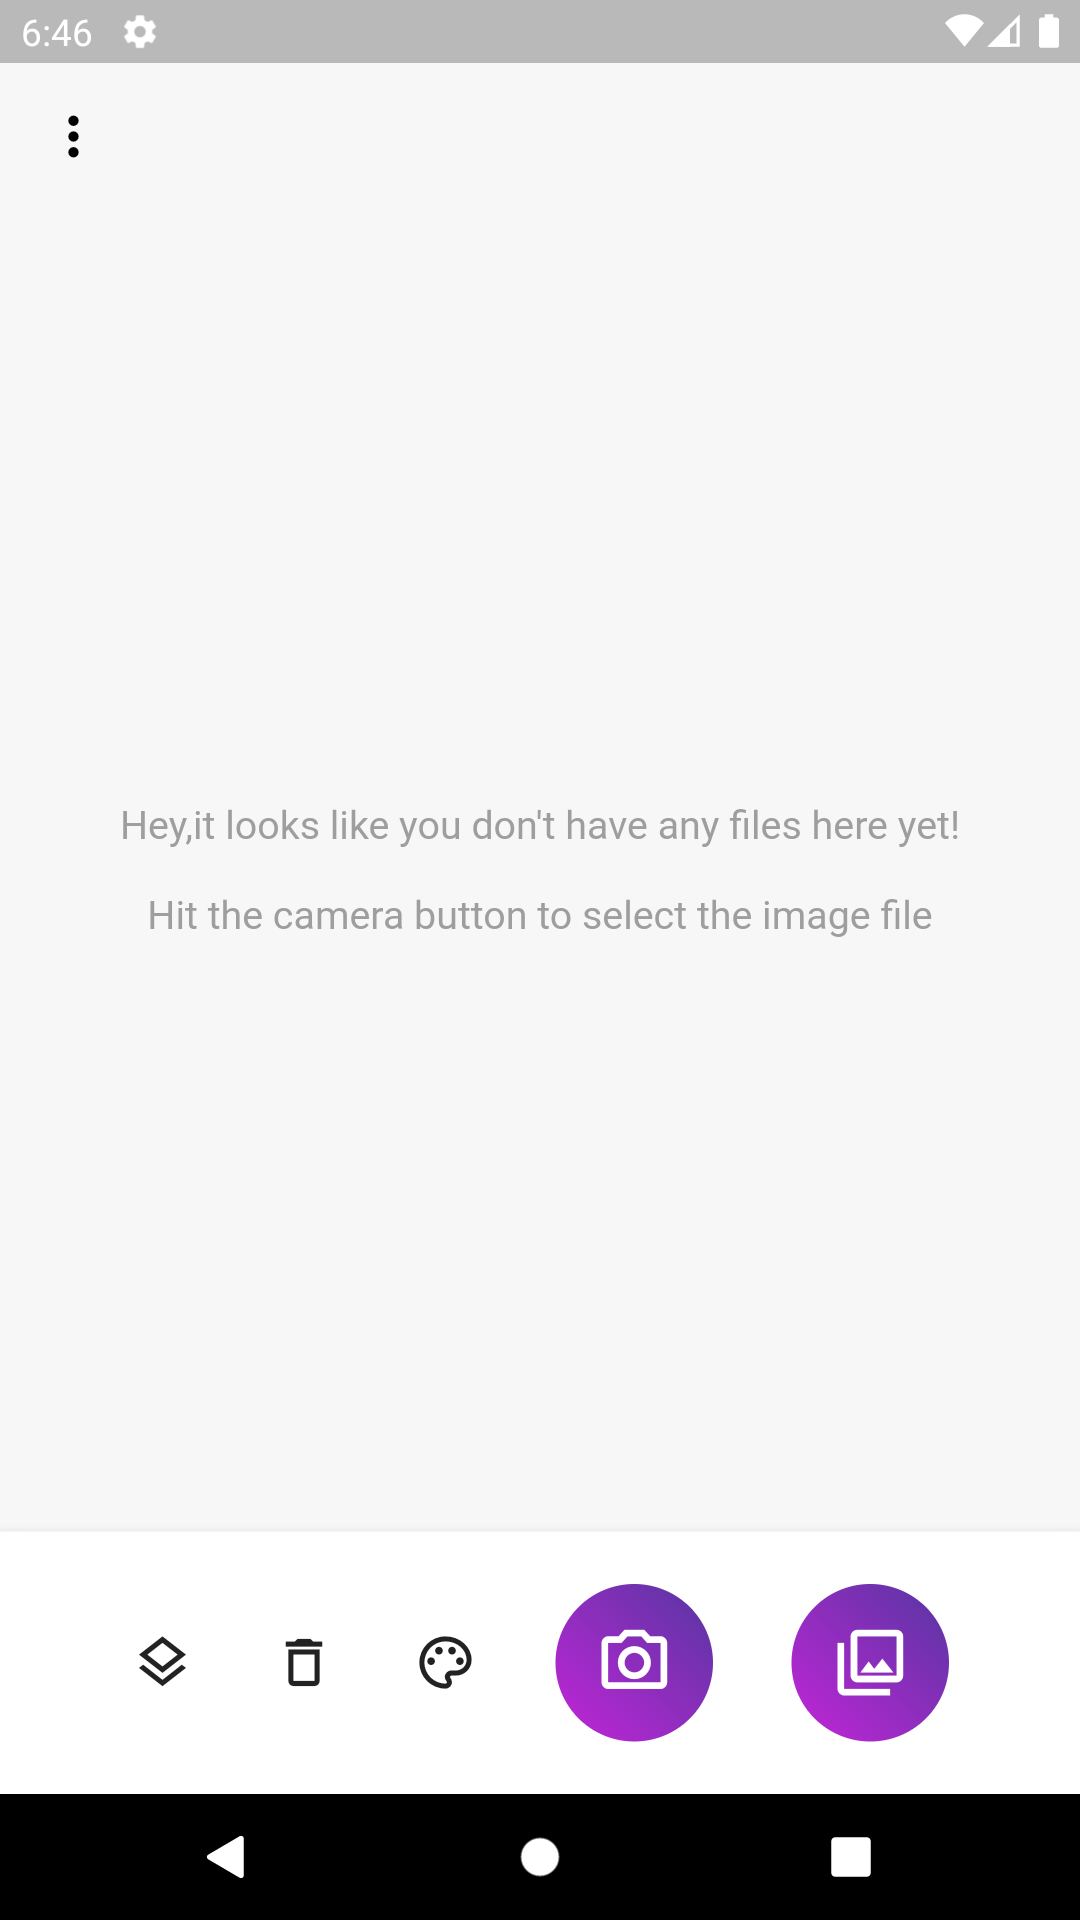 6:46
Hey,it looks like you don't have any files here yet!
Hit the camera button to select the image file